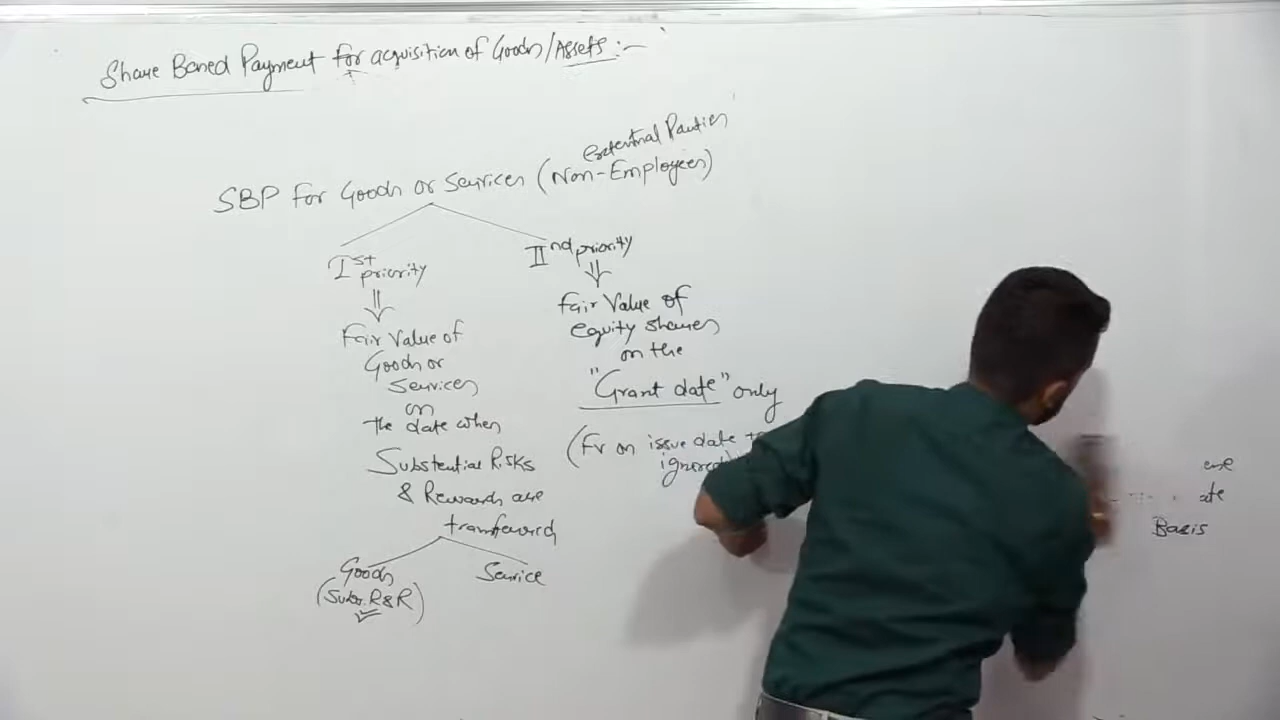 Share Based Payment for acquisition of Goods/Assets :-
external Parties
SBP for Goods or Services (Non-Employees)
Ist priority
IInd priority
Fair Value of
Goods or
Services
on
the date when
Substential Risks
& Rewards are
transferred
Goods
(Subs. R&R)
Service
Fair Value of
equity shares
on the
"Grant date" only
(FV on issue date
ignored)
Basis